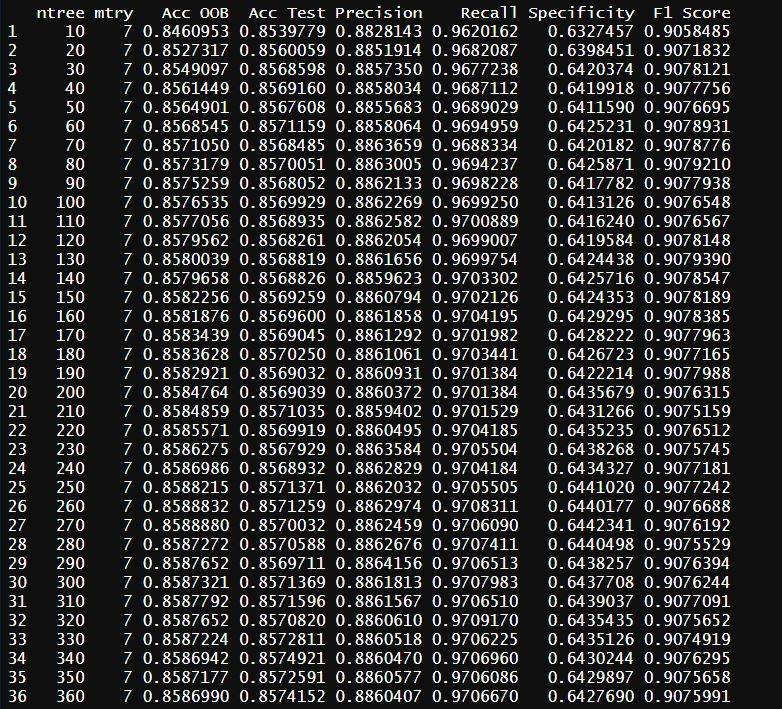 ntree mtry Acc OOB Acc Test Precision Recall Specificity F1 Score
1 10 7 0.8460953 0.8539779 0.8828143 0.9620162 0.6327457 0.9058485
2 20 7 0.8527317 0.8560059 0.8851914 0.9682087 0.6398451 0.9071832
3 30 7 0.8549097 0.8568598 0.8857350 0.9677238 0.6420374 0.9078121
4 40 7 0.8561449 0.8569160 0.8858034 0.9687112 0.6419918 0.9077756
5 50 7 0.8564901 0.8567608 0.8855683 0.9689029 0.6411590 0.9076695
6 60 7 0.8568545 0.8571159 0.8858064 0.9694959 0.6425231 0.9078931
7 70 7 0.8571050 0.8568485 0.8863659 0.9688334 0.6420182 0.9078776
8 80 7 0.8573179 0.8570051 0.8863005 0.9694237 0.6425871 0.9079210
9 90 7 0.8575259 0.8568052 0.8862133 0.9698228 0.6417782 0.9077938
10 100 7 0.8576535 0.8569929 0.8862269 0.9699250 0.6413126 0.9076548
11 110 7 0.8577056 0.8568935 0.8862582 0.9700889 0.6416240 0.9076567
12 120 7 0.8579562 0.8568261 0.8862054 0.9699007 0.6419584 0.9078148
13 130 7 0.8580039 0.8568819 0.8861656 0.9699754 0.6424438 0.9079390
14 140 7 0.8579658 0.8568826 0.8859623 0.9703302 0.6425716 0.9078547
15 150 7 0.8582256 0.8569259 0.8860794 0.9702126 0.6424353 0.9078189
16 160 7 0.8581876 0.8569600 0.8861858 0.9704195 0.6429295 0.9078385
17 170 7 0.8583439 0.8569045 0.8861292 0.9701982 0.6428222 0.9077963
18 180 7 0.8583628 0.8570250 0.8861061 0.9703441 0.6426723 0.9077165
19 190 7 0.8582921 0.8569032 0.8860931 0.9701384 0.6422214 0.9077988
20 200 7 0.8584764 0.8569039 0.8860372 0.9701384 0.6435679 0.9076315
21 210 7 0.8584859 0.8571035 0.8859402 0.9701529 0.6431266 0.9075159
22 220 7 0.8585571 0.8569919 0.8860495 0.9704185 0.6435235 0.9076512
23 230 7 0.8586275 0.8567929 0.8863584 0.9705504 0.6438268 0.9075745
24 240 7 0.8586986 0.8568932 0.8862829 0.9704184 0.6434327 0.9077181
25 250 7 0.8588215 0.8571371 0.8862032 0.9705505 0.6441020 0.9077242
26 260 7 0.8588832 0.8571259 0.8862974 0.9708311 0.6440177 0.9076688
27 270 7 0.8588880 0.8570032 0.8862459 0.9706090 0.6442341 0.9076192
28 280 7 0.8587272 0.8570588 0.8862676 0.9707411 0.6440498 0.9075529
29 290 7 0.8587652 0.8569711 0.8864156 0.9706513 0.6438257 0.9076394
30 300 7 0.8587321 0.8571369 0.8861813 0.9707983 0.6437708 0.9076244
31 310 7 0.8587792 0.8571596 0.8861567 0.9706510 0.6439037 0.9077091
32 320 7 0.8587652 0.8570820 0.8860610 0.9709170 0.6435435 0.9075652
33 330 7 0.8587224 0.8572811 0.8860518 0.9706225 0.6435126 0.9074919
34 340 7 0.8586942 0.8574921 0.8860470 0.9706960 0.6430244 0.9076295
35 350 7 0.8587177 0.8572591 0.8860577 0.9706086 0.6429897 0.9075658
36 360 7 0.8586990 0.8574152 0.8860407 0.9706670 0.6427690 0.9075991